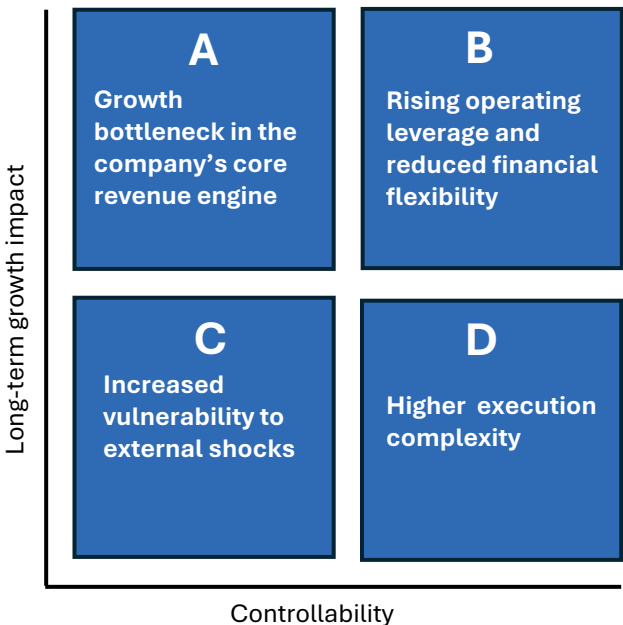 A
Growth
bottleneck in the
company's core
revenue engine
B
Rising operating
leverage and
reduced financial
flexibility
C
Increased
vulnerability to
external shocks
D
Higher execution
complexity
Long-term growth impact
Controllability